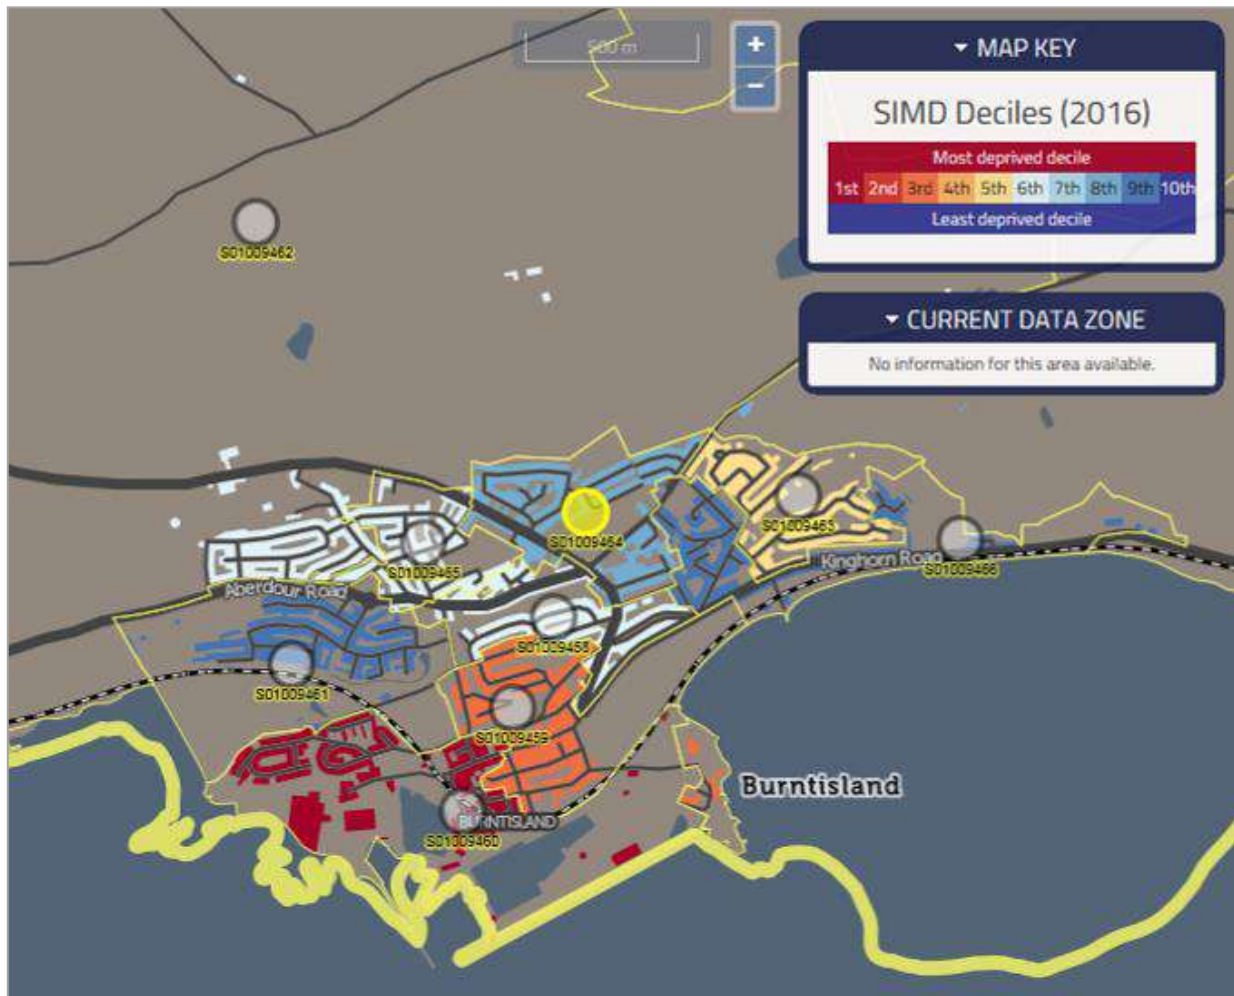 500 m
+
−
MAP KEY
SIMD Deciles (2016)
Most deprived decile
1st 2nd 3rd 4th 5th 6th 7th 8th 9th 10th
Least deprived decile
CURRENT DATA ZONE
No information for this area available.
S01009462
S01009463
S01009464
Kinghorn Road
S01009466
S01009465
Aberdour Road
S01009458
S01009461
S01009459
Burntisland
BURNTISLAND
S01009460